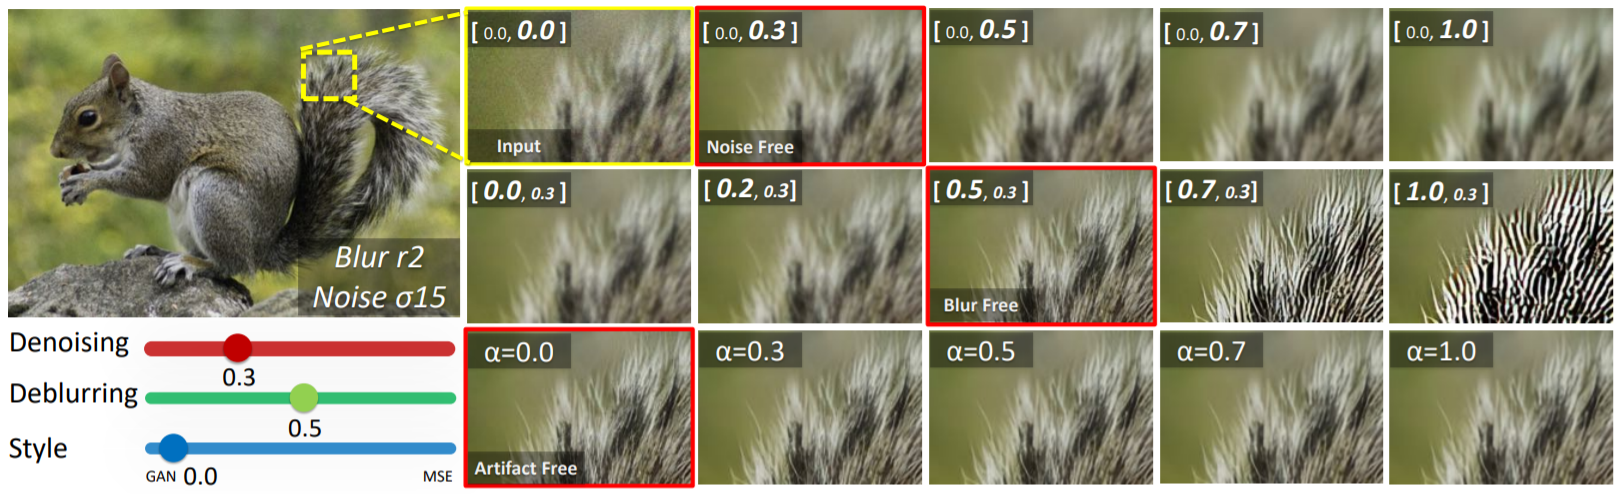 Blur r2
Noise σ15
Denoising
0.3
Deblurring
0.5
Style
GAN 0.0 MSE
[ 0.0, 0.0 ]
Input
[ 0.0, 0.3 ]
Noise Free
[ 0.0, 0.5 ]
[ 0.0, 0.7 ]
[ 0.0, 1.0 ]
[ 0.0, 0.3 ]
[ 0.2, 0.3]
[ 0.5, 0.3 ]
Blur Free
[ 0.7, 0.3]
[ 1.0, 0.3 ]
α=0.0
Artifact Free
α=0.3
α=0.5
α=0.7
α=1.0